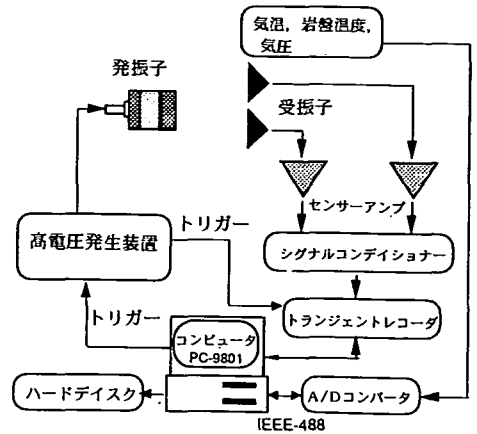 気温，岩盤温度，
気圧
発振子
受振子
センサーアンプ
トリガー
高電圧発生装置
シグナルコンデイショナー
トリガー
トランジェントレコーダ
コンピュータ
PC-9801
ハードデイスク
A/Dコンバータ
IEEE-488